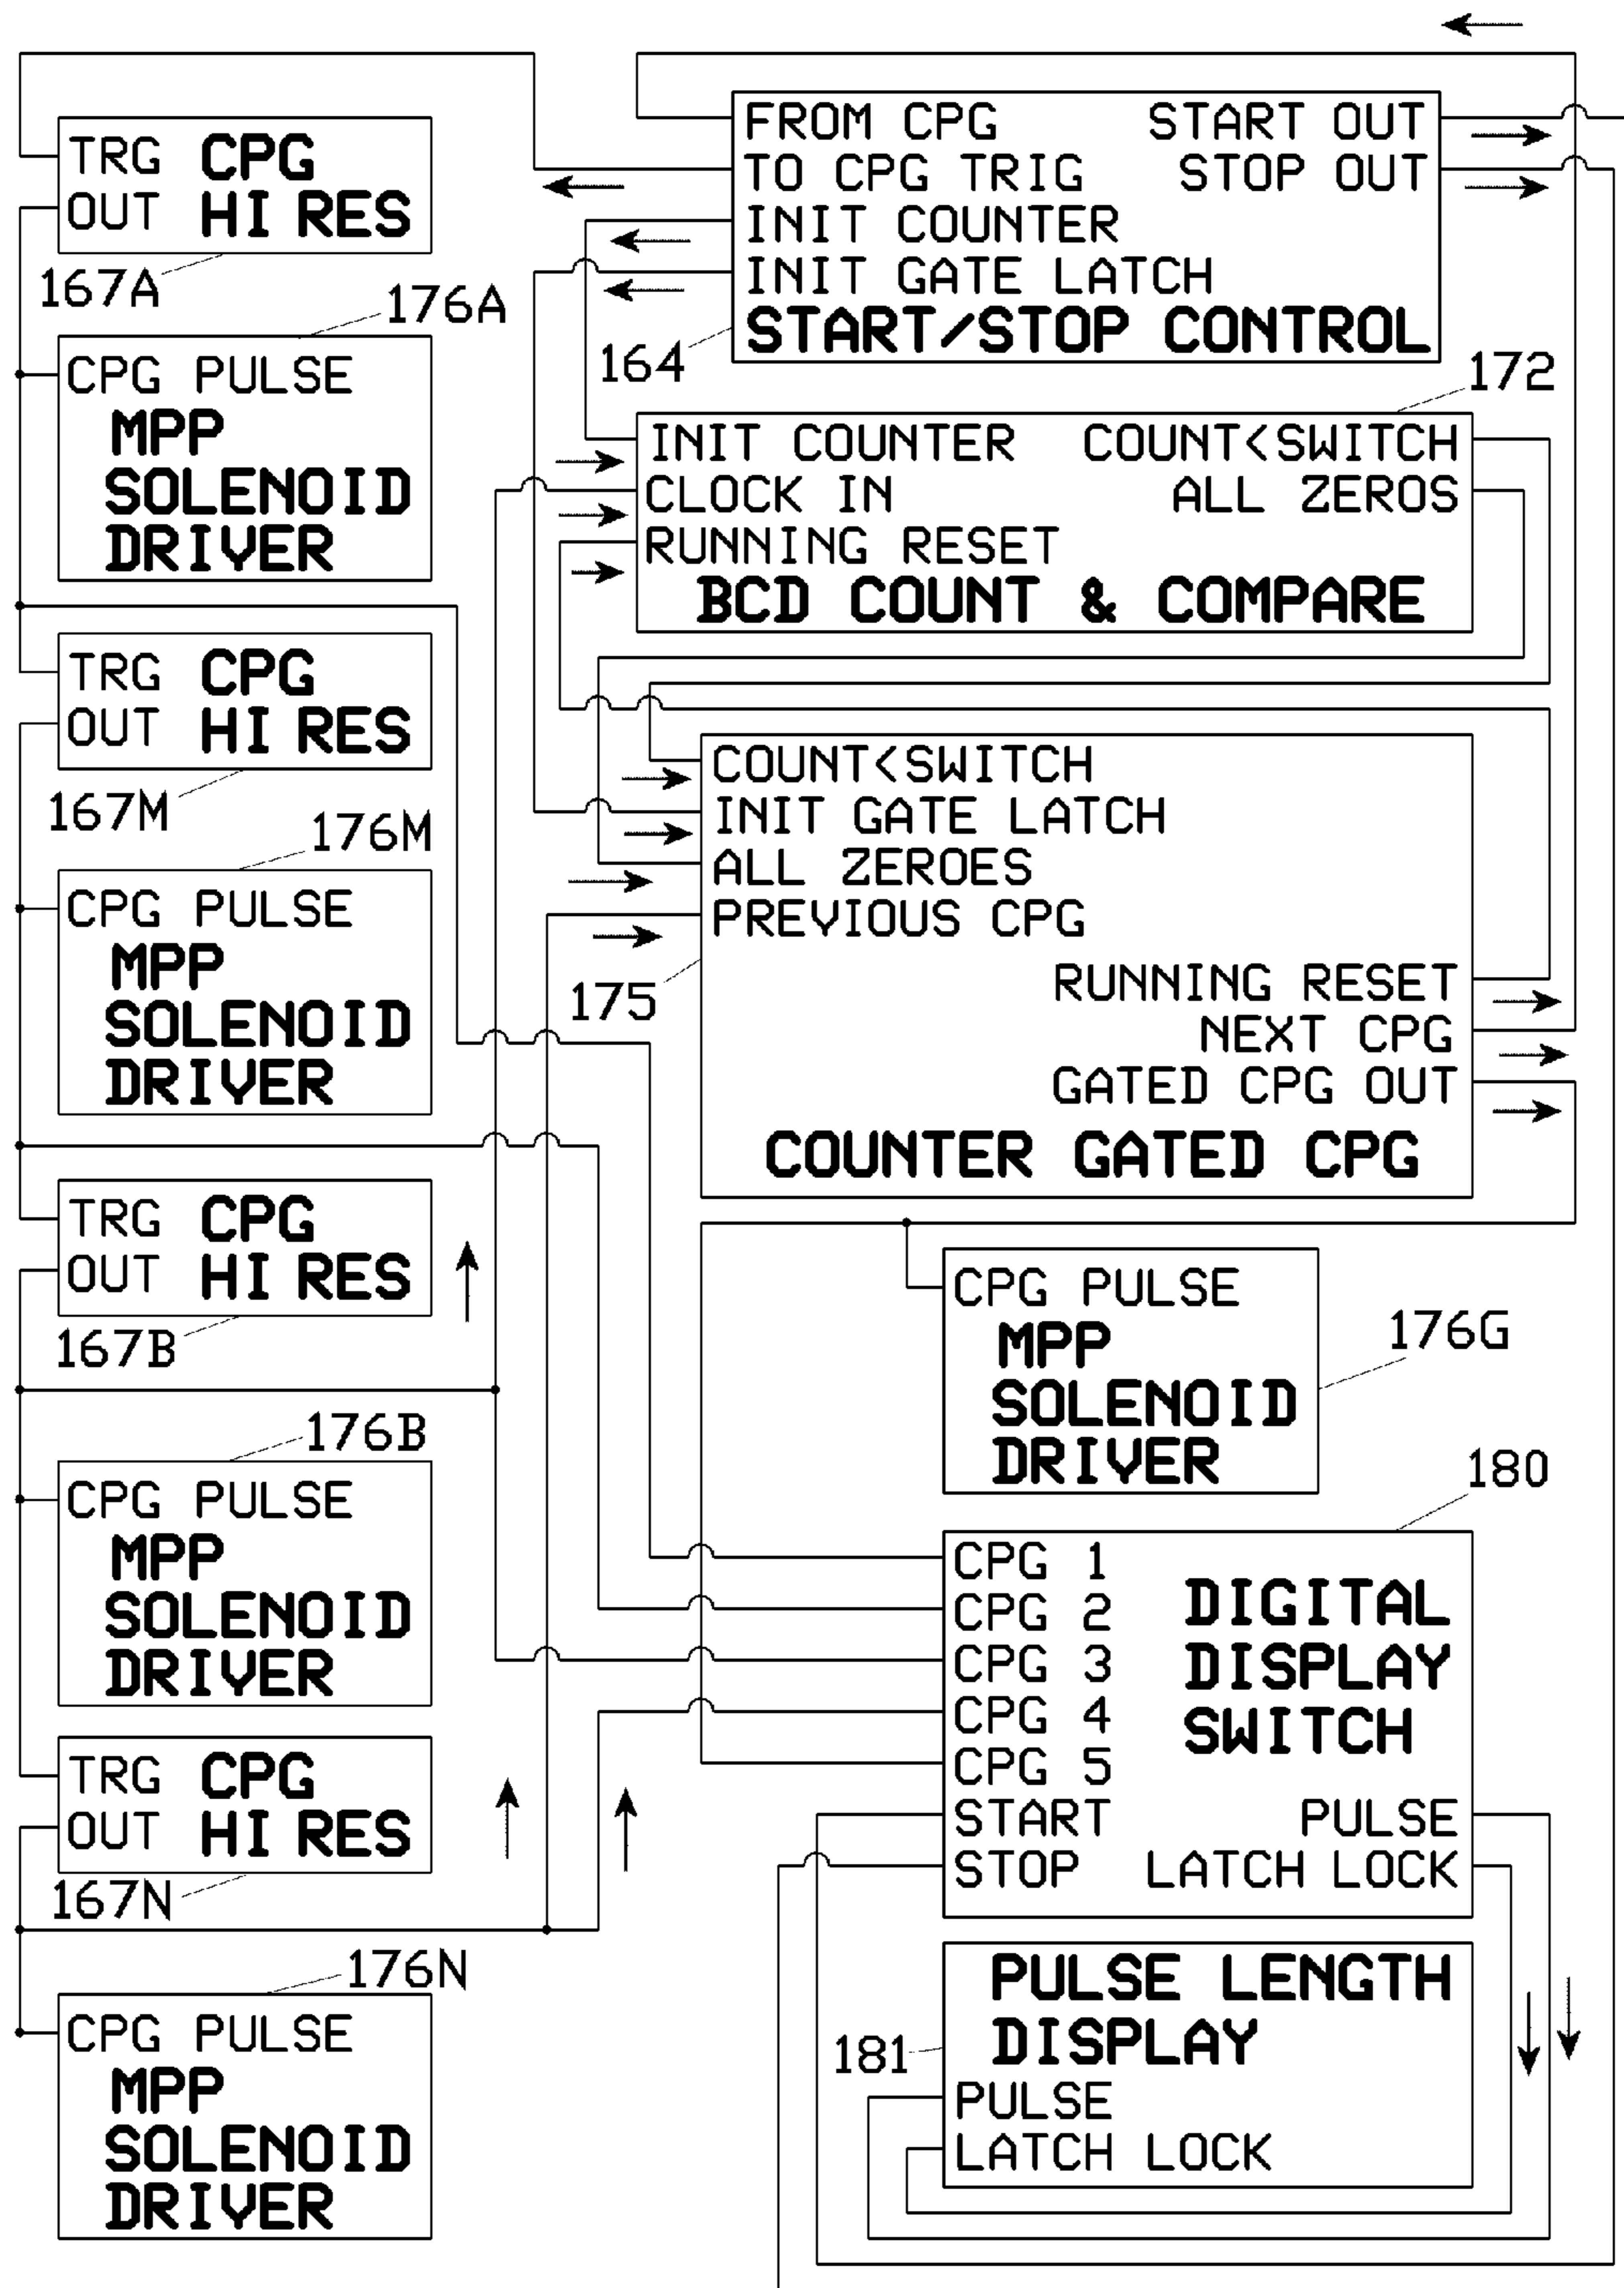 TRG CPG
OUT HI RES
167A
176A
CPG PULSE
MPP
SOLENOID
DRIVER
TRG CPG
OUT HI RES
167M
176M
CPG PULSE
MPP
SOLENOID
DRIVER
TRG CPG
OUT HI RES
167B
176B
CPG PULSE
MPP
SOLENOID
DRIVER
TRG CPG
OUT HI RES
167N
176N
CPG PULSE
MPP
SOLENOID
DRIVER
FROM CPG START OUT
TO CPG TRIG STOP OUT
INIT COUNTER
INIT GATE LATCH
START/STOP CONTROL
164
172
INIT COUNTER COUNT<SWITCH
CLOCK IN ALL ZEROS
RUNNING RESET
BCD COUNT & COMPARE
COUNT<SWITCH
INIT GATE LATCH
ALL ZEROES
PREVIOUS CPG
175
RUNNING RESET
NEXT CPG
GATED CPG OUT
COUNTER GATED CPG
CPG PULSE
MPP
SOLENOID
DRIVER
176G
180
CPG 1
CPG 2
CPG 3
CPG 4
CPG 5
DIGITAL
DISPLAY
SWITCH
START PULSE
STOP LATCH LOCK
PULSE LENGTH
DISPLAY
181
PULSE
LATCH LOCK